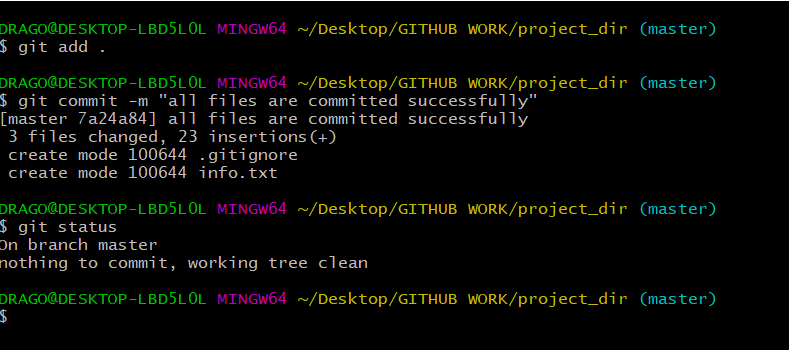 DRAGO@DESKTOP-LBD5L0L MINGW64 ~/Desktop/GITHUB WORK/project_dir (master)
$ git add .
DRAGO@DESKTOP-LBD5L0L MINGW64 ~/Desktop/GITHUB WORK/project_dir (master)
$ git commit -m "all files are committed successfully"
[master 7a24a84] all files are committed successfully
 3 files changed, 23 insertions(+)
 create mode 100644 .gitignore
 create mode 100644 info.txt
DRAGO@DESKTOP-LBD5L0L MINGW64 ~/Desktop/GITHUB WORK/project_dir (master)
$ git status
On branch master
nothing to commit, working tree clean
DRAGO@DESKTOP-LBD5L0L MINGW64 ~/Desktop/GITHUB WORK/project_dir (master)
$